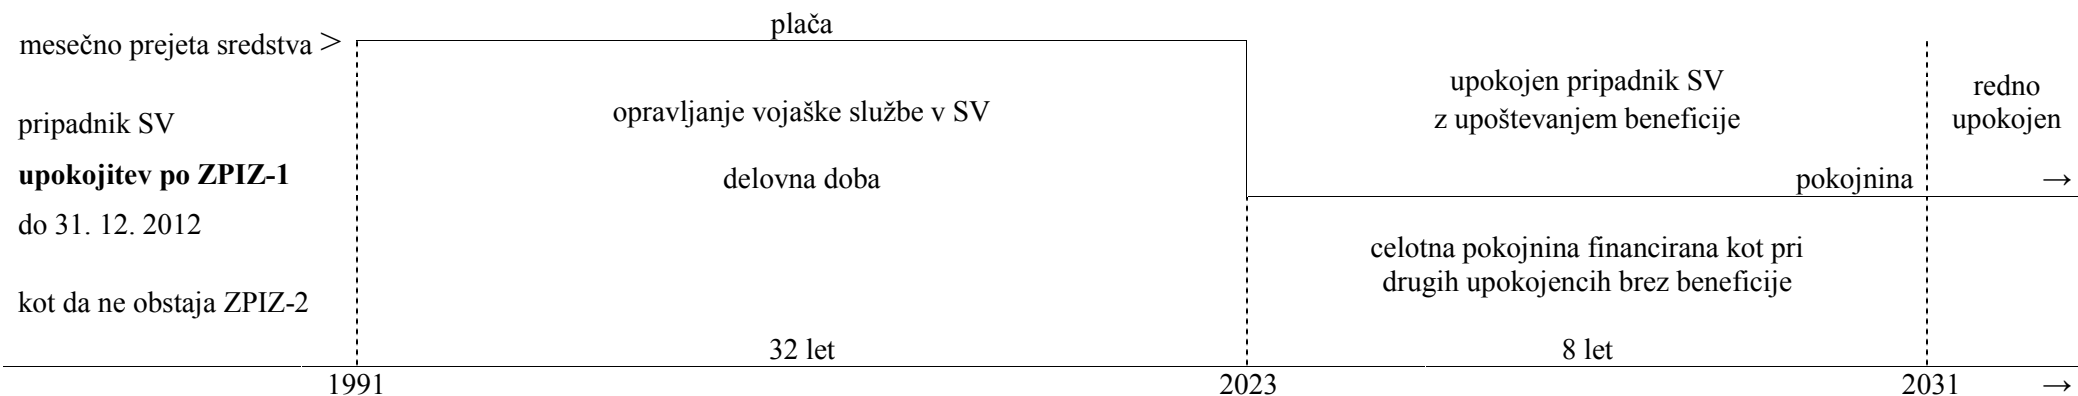 plača
mesečno prejeta sredstva >
upokojen pripadnik SV
z upoštevanjem beneficije
redno
upokojen
pripadnik SV
opravljanje vojaške službe v SV
upokojitev po ZPIZ-1
delovna doba
pokojnina
→
do 31. 12. 2012
celotna pokojnina financirana kot pri
drugih upokojencih brez beneficije
kot da ne obstaja ZPIZ-2
32 let
8 let
1991
2023
2031
→